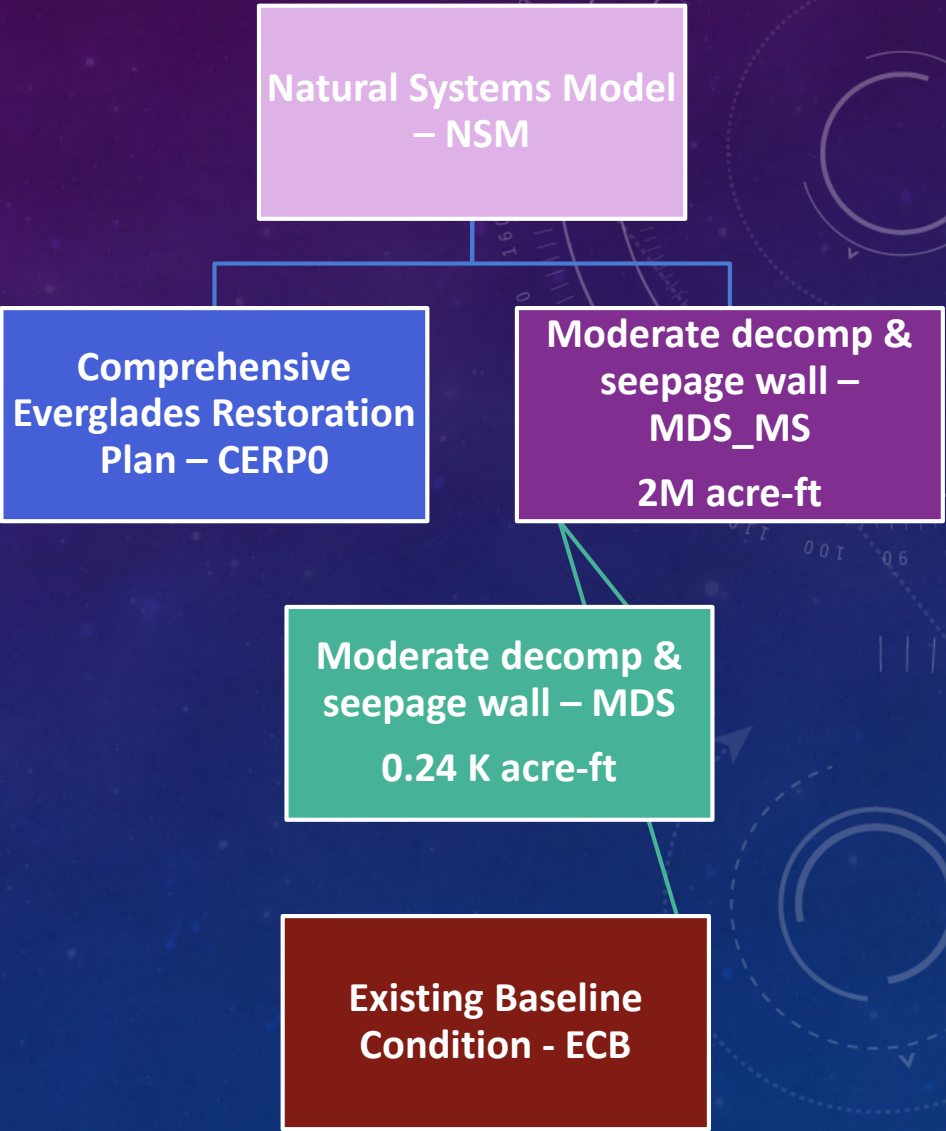 Natural Systems Model
– NSM
Comprehensive
Everglades Restoration
Plan – CERP0
Moderate decomp &
seepage wall –
MDS_MS
2M acre-ft
Moderate decomp &
seepage wall – MDS
0.24 K acre-ft
Existing Baseline
Condition - ECB